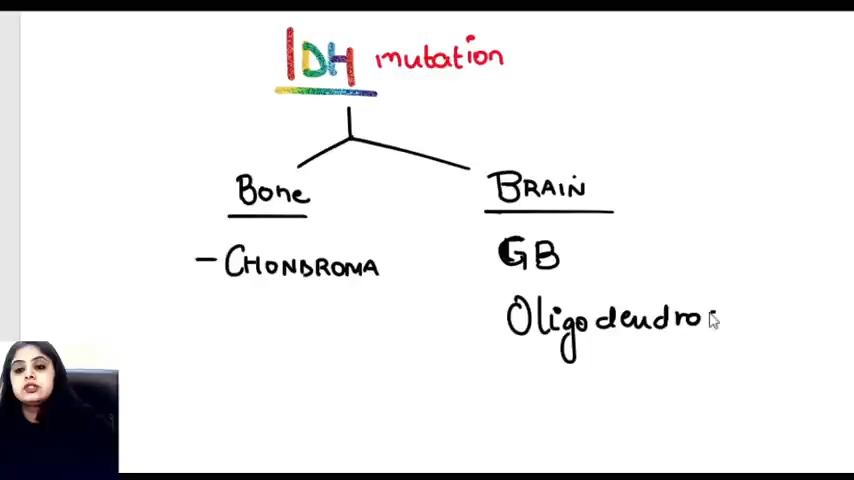 IDH mutation
Bone
BRAIN
- CHONDROMA
GB
Oligodendro